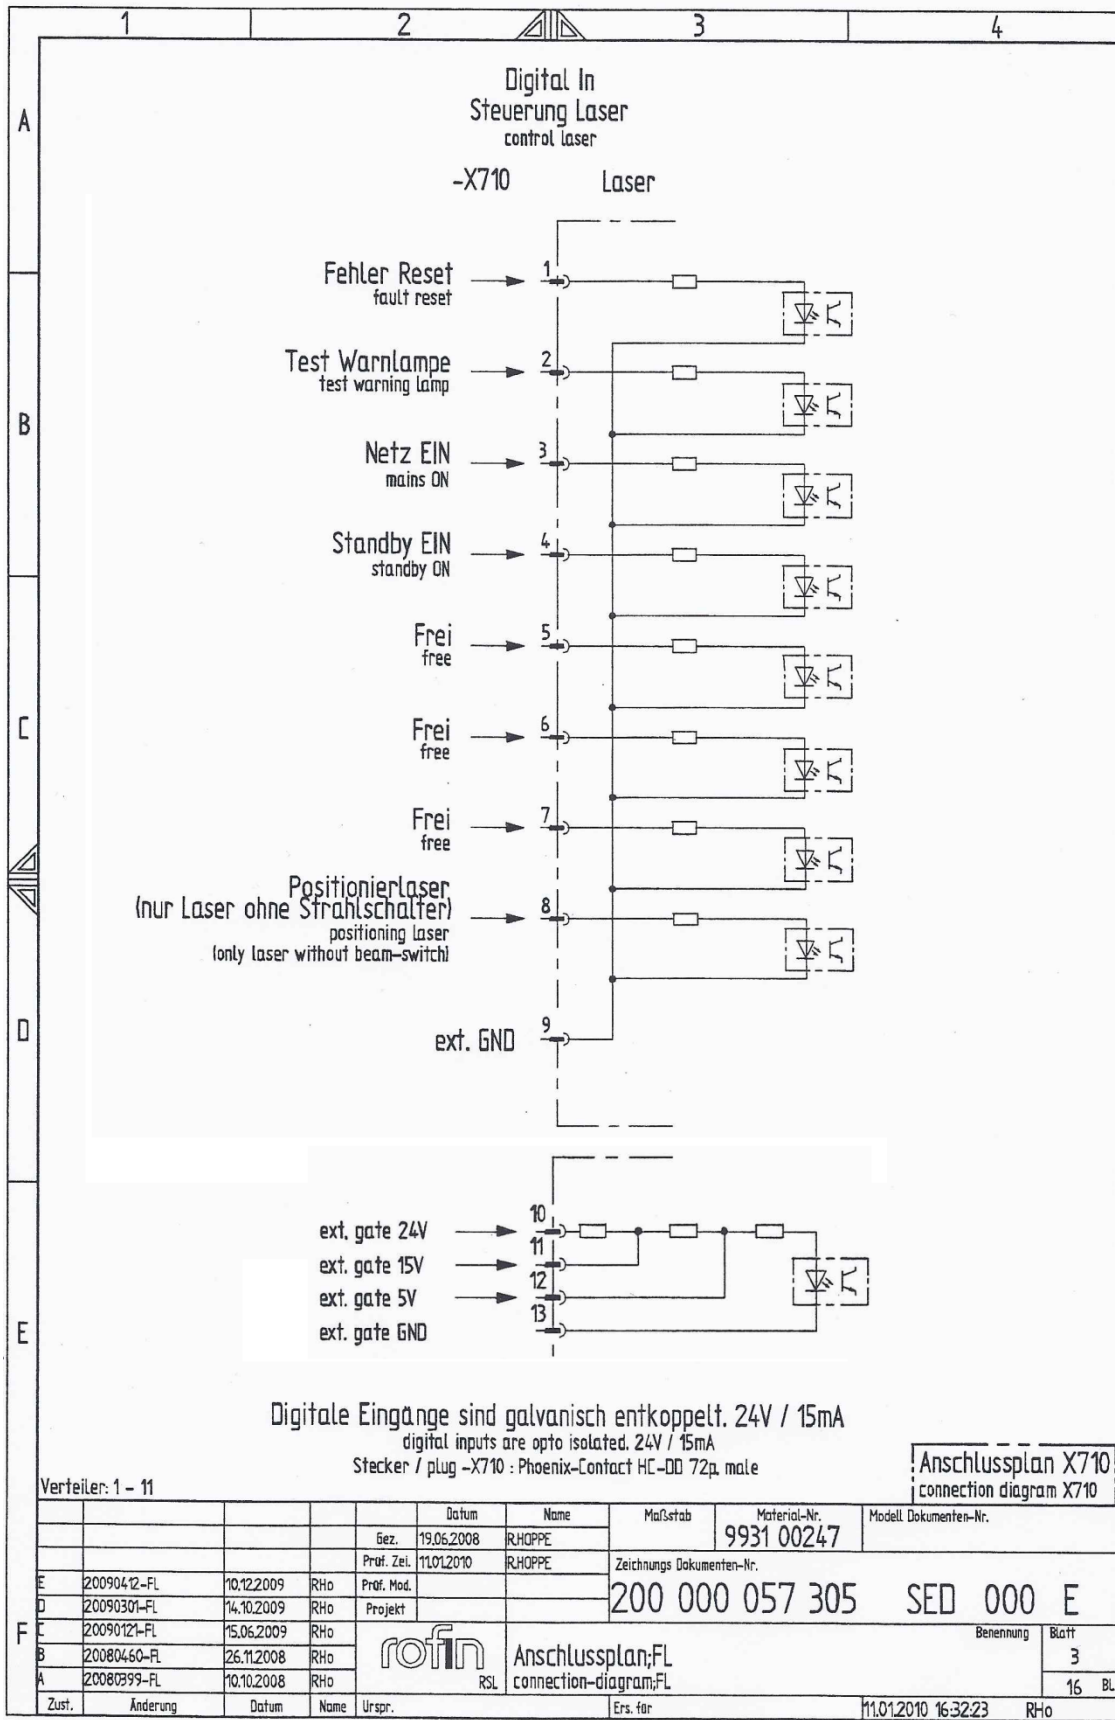 1 2 3 4
A
B
C
D
E
F
Digital In
Steuerung Laser
control laser
-X710 Laser
Fehler Reset 1
fault reset
Test Warnlampe 2
test warning lamp
Netz EIN 3
mains ON
Standby EIN 4
standby ON
Frei 5
free
Frei 6
free
Frei 7
free
Positionierlaser
(nur Laser ohne Strahlschalter) 8
positioning laser
(only laser without beam-switch)
ext. GND 9
ext. gate 24V 10
ext. gate 15V 11
ext. gate 5V 12
ext. gate GND 13
Digitale Eingänge sind galvanisch entkoppelt. 24V / 15mA
digital inputs are opto isolated. 24V / 15mA
Stecker / plug -X710 : Phoenix-Contact HC-DD 72p, male
Anschlussplan X710
connection diagram X710
Verteiler: 1 - 11
Datum Name Maßstab Material-Nr. Modell Dokumenten-Nr.
Gez. 19.06.2008 R.HOPPE 9931 00247
Prüf. Zei. 11.01.2010 R.HOPPE Zeichnungs Dokumenten-Nr.
E 20090412-FL 10.12.2009 RHo Prüf. Mod.
D 20090301-FL 14.10.2009 RHo Projekt 200 000 057 305 SED 000 E
C 20090121-FL 15.06.2009 RHo Benennung Blatt
B 20080460-FL 26.11.2008 RHo rofin Anschlussplan;FL 3
A 20080399-FL 10.10.2008 RHo RSL connection-diagram;FL 16 Bl.
Zust. Änderung Datum Name Urspr. Ers. für 11.01.2010 16:32:23 RHo